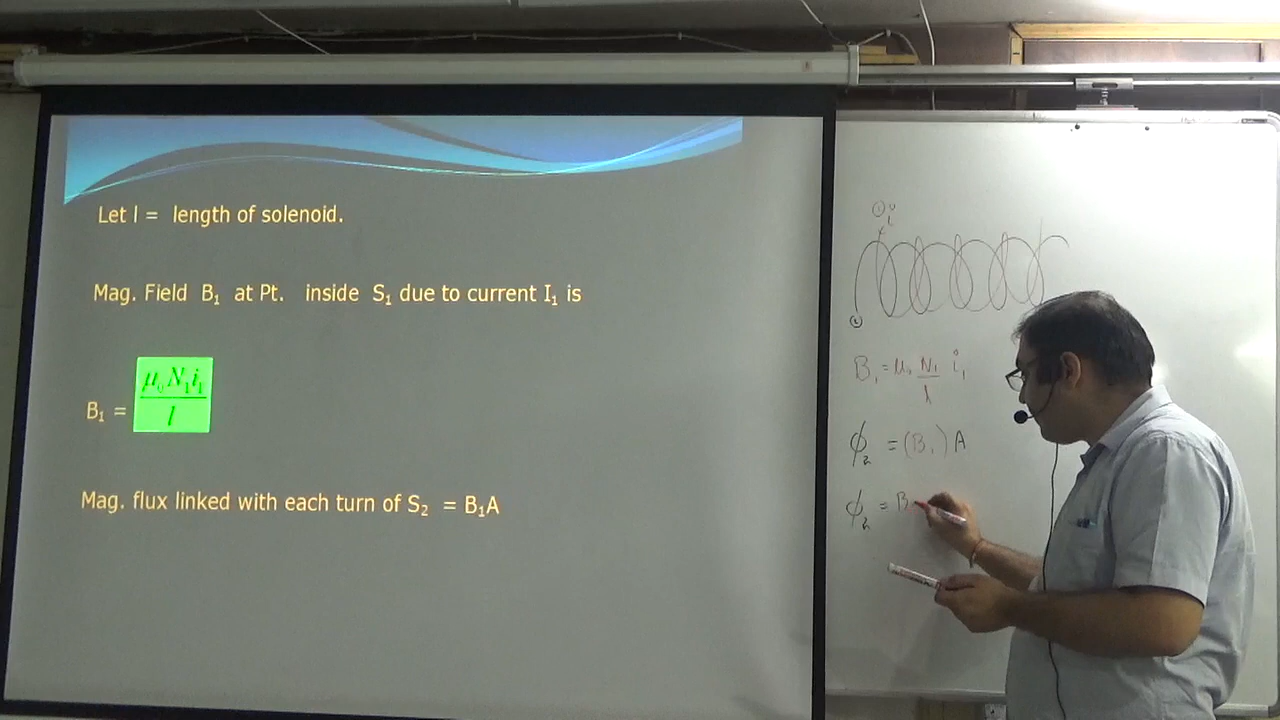 Let l = length of solenoid.
Mag. Field B₁ at Pt. inside S₁ due to current I₁ is
B₁ = μ₀N₁i₁ / l
Mag. flux linked with each turn of S₂ = B₁A
B₁ = μ₀ N₁ / l i₁
ϕ₂ = (B₁) A
ϕ₂ = B